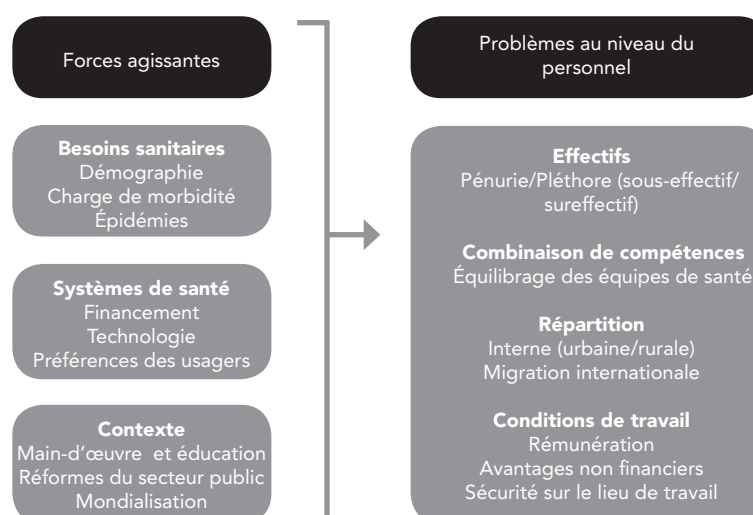 Forces agissantes
Besoins sanitaires
Démographie
Charge de morbidité
Épidémies
Systèmes de santé
Financement
Technologie
Préférences des usagers
Contexte
Main-d'œuvre et éducation
Réformes du secteur public
Mondialisation
Problèmes au niveau du
personnel
Effectifs
Pénurie/Pléthore (sous-effectif/
sureffectif)
Combinaison de compétences
Équilibrage des équipes de santé
Répartition
Interne (urbaine/rurale)
Migration internationale
Conditions de travail
Rémunération
Avantages non financiers
Sécurité sur le lieu de travail